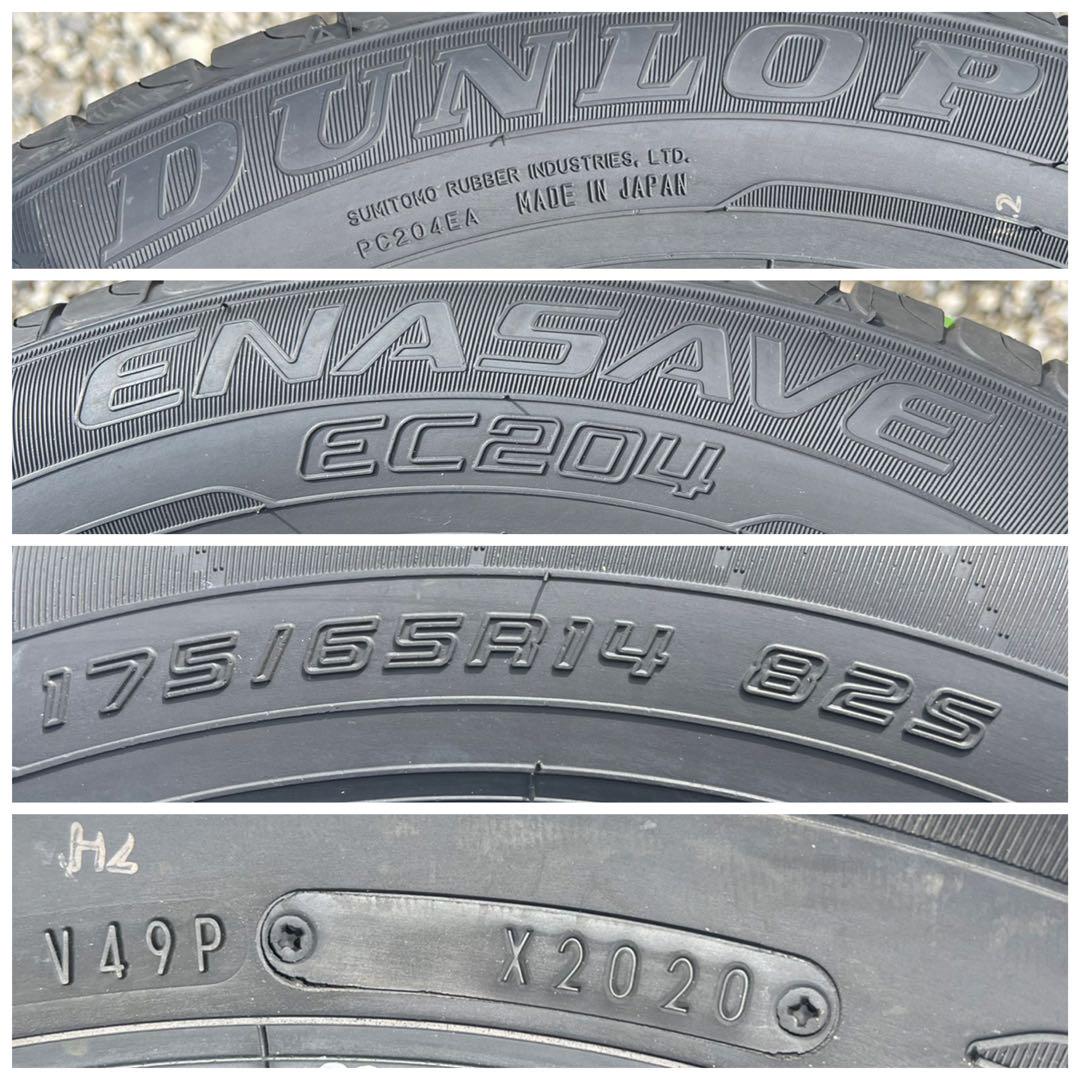 DUNLOP
SUMITOMO RUBBER INDUSTRIES, LTD.
PC204EA MADE IN JAPAN
ENASAVE
EC204
175/65R14 82S
V49P X2020